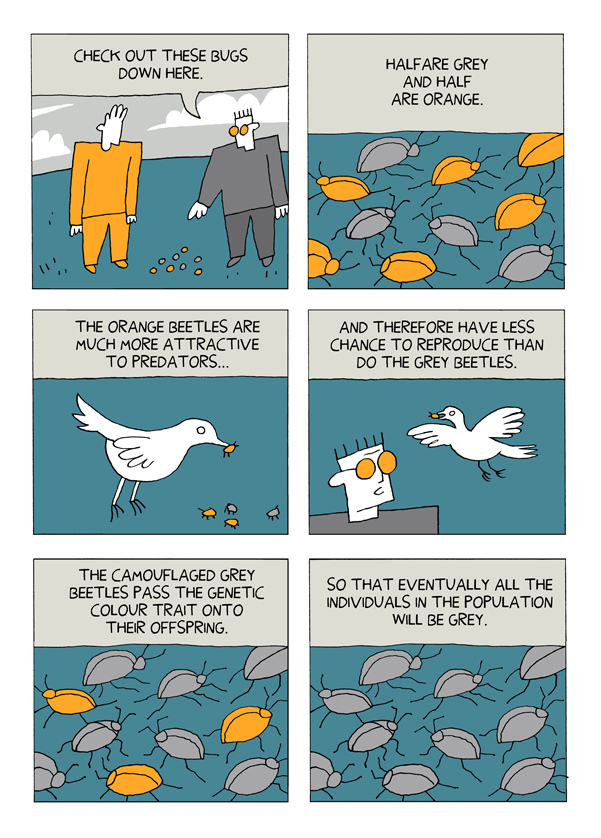 CHECK OUT THESE BUGS
DOWN HERE.
HALFARE GREY
AND HALF
ARE ORANGE.
THE ORANGE BEETLES ARE
MUCH MORE ATTRACTIVE
TO PREDATORS...
AND THEREFORE HAVE LESS
CHANCE TO REPRODUCE THAN
DO THE GREY BEETLES.
THE CAMOUFLAGED GREY
BEETLES PASS THE GENETIC
COLOUR TRAIT ONTO
THEIR OFFSPRING.
SO THAT EVENTUALLY ALL THE
INDIVIDUALS IN THE POPULATION
WILL BE GREY.